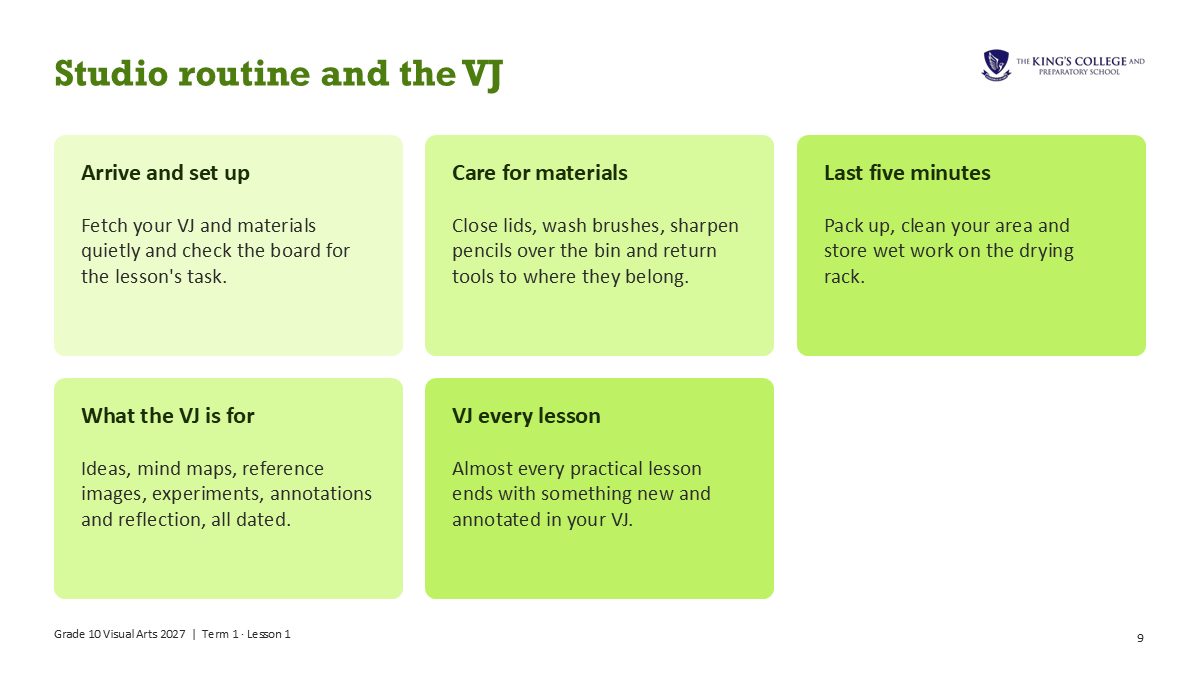 Studio routine and the VJ
THE KING'S COLLEGE AND
PREPARATORY SCHOOL
Arrive and set up
Fetch your VJ and materials
quietly and check the board for
the lesson's task.
Care for materials
Close lids, wash brushes, sharpen
pencils over the bin and return
tools to where they belong.
Last five minutes
Pack up, clean your area and
store wet work on the drying
rack.
What the VJ is for
Ideas, mind maps, reference
images, experiments, annotations
and reflection, all dated.
VJ every lesson
Almost every practical lesson
ends with something new and
annotated in your VJ.
Grade 10 Visual Arts 2027 | Term 1 · Lesson 1
9